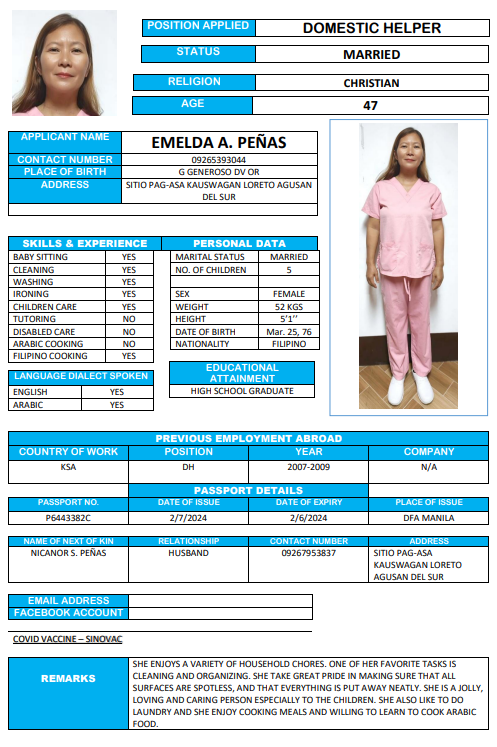 POSITION APPLIED DOMESTIC HELPER
STATUS MARRIED
RELIGION CHRISTIAN
AGE 47
APPLICANT NAME EMELDA A. PEÑAS
CONTACT NUMBER 09265393044
PLACE OF BIRTH G GENEROSO DV OR
ADDRESS SITIO PAG-ASA KAUSWAGAN LORETO AGUSAN
DEL SUR
SKILLS & EXPERIENCE PERSONAL DATA
BABY SITTING YES MARITAL STATUS MARRIED
CLEANING YES NO. OF CHILDREN 5
WASHING YES
IRONING YES SEX FEMALE
CHILDREN CARE YES WEIGHT 52 KGS
TUTORING NO HEIGHT 5'1''
DISABLED CARE NO DATE OF BIRTH Mar. 25, 76
ARABIC COOKING NO NATIONALITY FILIPINO
FILIPINO COOKING YES
LANGUAGE DIALECT SPOKEN
ENGLISH YES
ARABIC YES
EDUCATIONAL
ATTAINMENT
HIGH SCHOOL GRADUATE
PREVIOUS EMPLOYMENT ABROAD
COUNTRY OF WORK POSITION YEAR COMPANY
KSA DH 2007-2009 N/A
PASSPORT DETAILS
PASSPORT NO. DATE OF ISSUE DATE OF EXPIRY PLACE OF ISSUE
P6443382C 2/7/2024 2/6/2024 DFA MANILA
NAME OF NEXT OF KIN RELATIONSHIP CONTACT NUMBER ADDRESS
NICANOR S. PEÑAS HUSBAND 09267953837 SITIO PAG-ASA
KAUSWAGAN LORETO
AGUSAN DEL SUR
EMAIL ADDRESS
FACEBOOK ACCOUNT
COVID VACCINE – SINOVAC
REMARKS
SHE ENJOYS A VARIETY OF HOUSEHOLD CHORES. ONE OF HER FAVORITE TASKS IS
CLEANING AND ORGANIZING. SHE TAKE GREAT PRIDE IN MAKING SURE THAT ALL
SURFACES ARE SPOTLESS, AND THAT EVERYTHING IS PUT AWAY NEATLY. SHE IS A JOLLY,
LOVING AND CARING PERSON ESPECIALLY TO THE CHILDREN. SHE ALSO LIKE TO DO
LAUNDRY AND SHE ENJOY COOKING MEALS AND WILLING TO LEARN TO COOK ARABIC
FOOD.